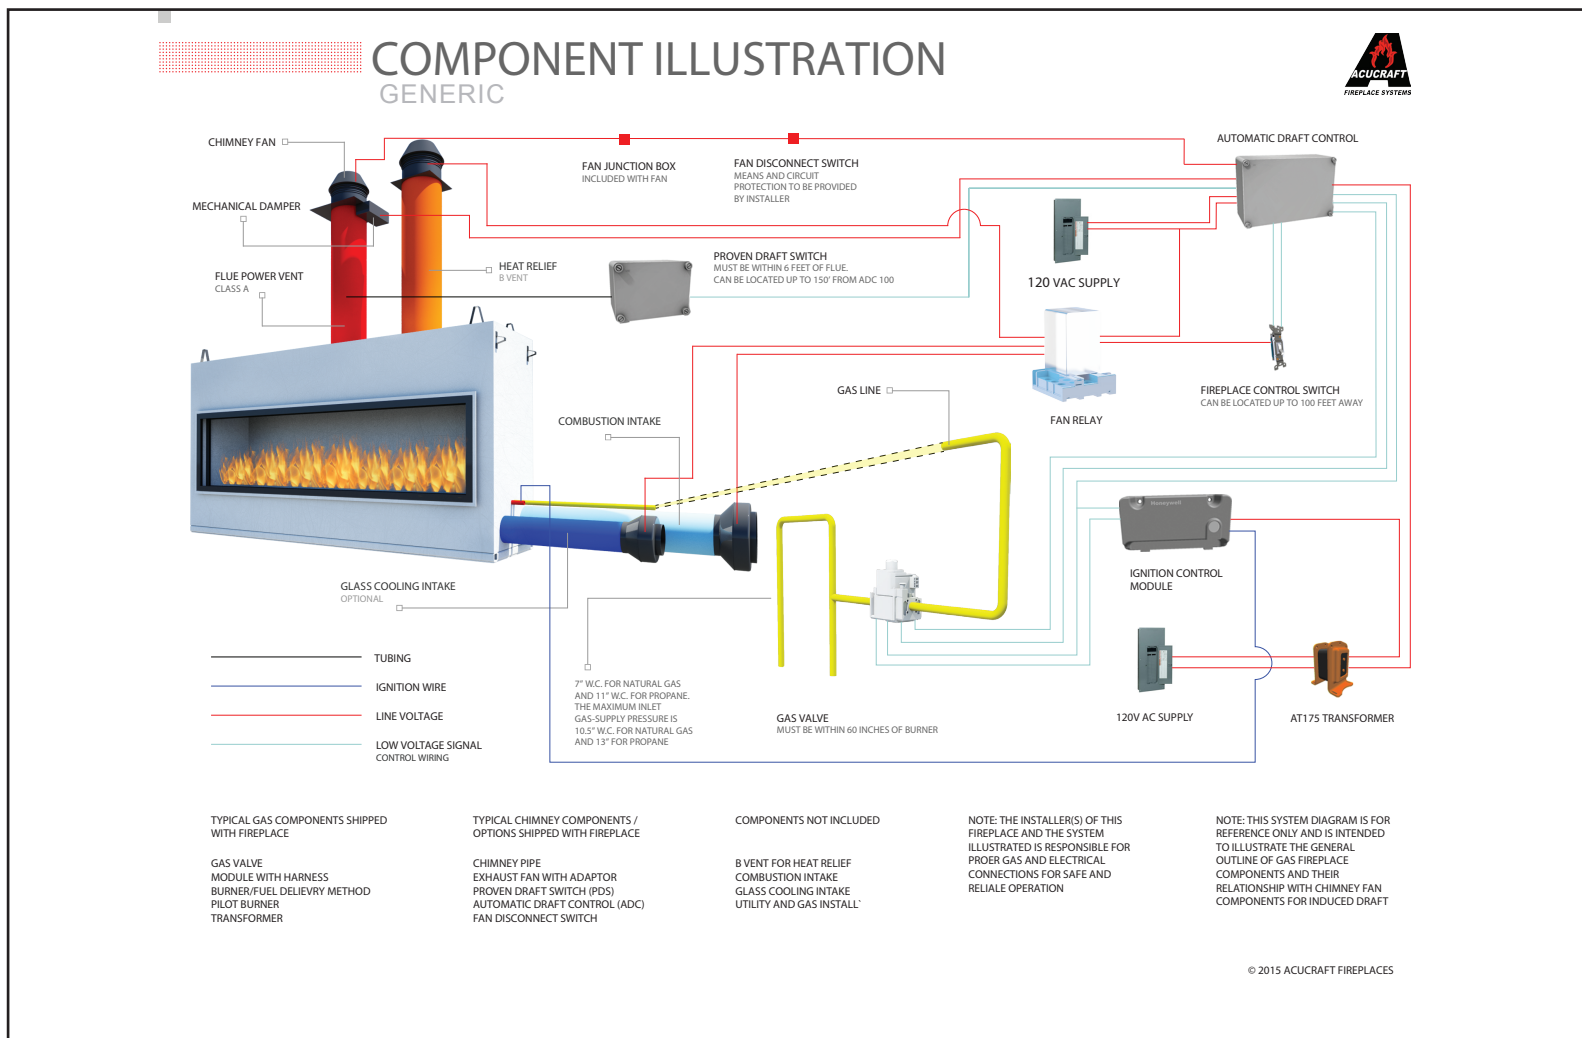 COMPONENT ILLUSTRATION
GENERIC
ACUCRAFT
FIREPLACE SYSTEMS
CHIMNEY FAN
FAN JUNCTION BOX
INCLUDED WITH FAN
FAN DISCONNECT SWITCH
MEANS AND CIRCUIT
PROTECTION TO BE PROVIDED
BY INSTALLER
AUTOMATIC DRAFT CONTROL
MECHANICAL DAMPER
FLUE POWER VENT
CLASS A
HEAT RELIEF
B VENT
PROVEN DRAFT SWITCH
MUST BE WITHIN 6 FEET OF FLUE.
CAN BE LOCATED UP TO 150' FROM ADC 100
120 VAC SUPPLY
GAS LINE
FAN RELAY
FIREPLACE CONTROL SWITCH
CAN BE LOCATED UP TO 100 FEET AWAY
COMBUSTION INTAKE
Honeywell
IGNITION CONTROL
MODULE
GLASS COOLING INTAKE
OPTIONAL
TUBING
IGNITION WIRE
LINE VOLTAGE
LOW VOLTAGE SIGNAL
CONTROL WIRING
7" W.C. FOR NATURAL GAS
AND 11" W.C. FOR PROPANE.
THE MAXIMUM INLET
GAS-SUPPLY PRESSURE IS
10.5" W.C. FOR NATURAL GAS
AND 13" FOR PROPANE
GAS VALVE
MUST BE WITHIN 60 INCHES OF BURNER
120V AC SUPPLY
AT175 TRANSFORMER
TYPICAL GAS COMPONENTS SHIPPED
WITH FIREPLACE
GAS VALVE
MODULE WITH HARNESS
BURNER/FUEL DELIEVRY METHOD
PILOT BURNER
TRANSFORMER
TYPICAL CHIMNEY COMPONENTS /
OPTIONS SHIPPED WITH FIREPLACE
CHIMNEY PIPE
EXHAUST FAN WITH ADAPTOR
PROVEN DRAFT SWITCH (PDS)
AUTOMATIC DRAFT CONTROL (ADC)
FAN DISCONNECT SWITCH
COMPONENTS NOT INCLUDED
B VENT FOR HEAT RELIEF
COMBUSTION INTAKE
GLASS COOLING INTAKE
UTILITY AND GAS INSTALL`
NOTE: THE INSTALLER(S) OF THIS
FIREPLACE AND THE SYSTEM
ILLUSTRATED IS RESPONSIBLE FOR
PROER GAS AND ELECTRICAL
CONNECTIONS FOR SAFE AND
RELIALE OPERATION
NOTE: THIS SYSTEM DIAGRAM IS FOR
REFERENCE ONLY AND IS INTENDED
TO ILLUSTRATE THE GENERAL
OUTLINE OF GAS FIREPLACE
COMPONENTS AND THEIR
RELATIONSHIP WITH CHIMNEY FAN
COMPONENTS FOR INDUCED DRAFT
© 2015 ACUCRAFT FIREPLACES